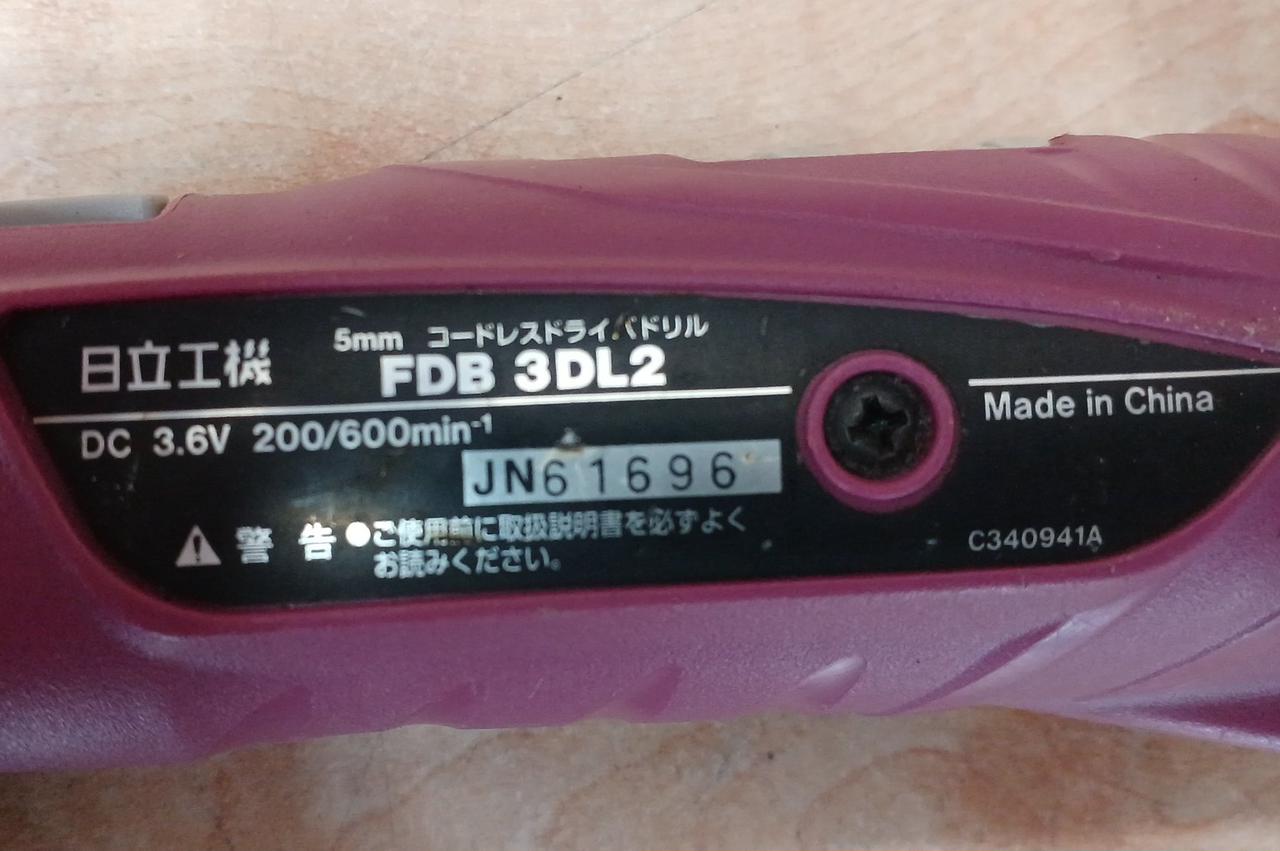 日立工機
5mm コードレスドライバドリル
FDB 3DL2
DC 3.6V 200/600min⁻¹
JN61696
警告 ●ご使用前に取扱説明書を必ずよく
お読みください。
Made in China
C340941A